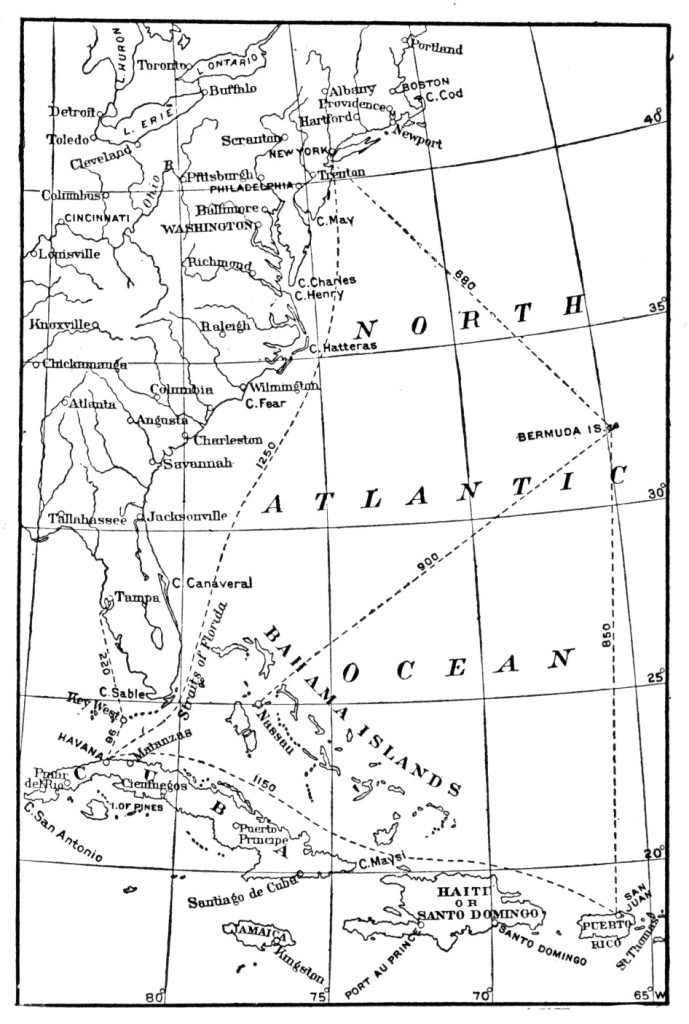 L. HURON
Toronto
L. ONTARIO
Portland
Buffalo
Albany
BOSTON
C. Cod
Providence
Detroit
L. ERIE
Hartford
Toledo
Scranton
Newport
40°
Cleveland
NEW YORK
Ohio R
Pittsburgh
Trenton
PHILADELPHIA
Columbus
Baltimore
CINCINNATI
WASHINGTON
C. May
Louisville
Richmond
C. Charles
680
C. Henry
35°
NORTH
Knoxville
Raleigh
C. Hatteras
Chickamauga
Columbia
Wilmington
Atlanta
C. Fear
Augusta
BERMUDA IS.
Charleston
1250
Savannah
ATLANTIC
30°
Tallahassee
Jacksonville
900
C. Canaveral
Tampa
Straits of Florida
BAHAMA ISLANDS
850
220
OCEAN
25°
C. Sable
Key West
Nassau
96
HAVANA
Matanzas
CUBA
Pinar
del Rio
Cienfuegos
1150
I. OF PINES
C. San Antonio
Puerto
Principe
20°
C. Maysi
Santiago de Cuba
HAITI
OR
SANTO DOMINGO
SAN
JUAN
PUERTO
RICO
St. Thomas
JAMAICA
Kingston
PORT AU PRINCE
SANTO DOMINGO
80°
75°
70°
65° W